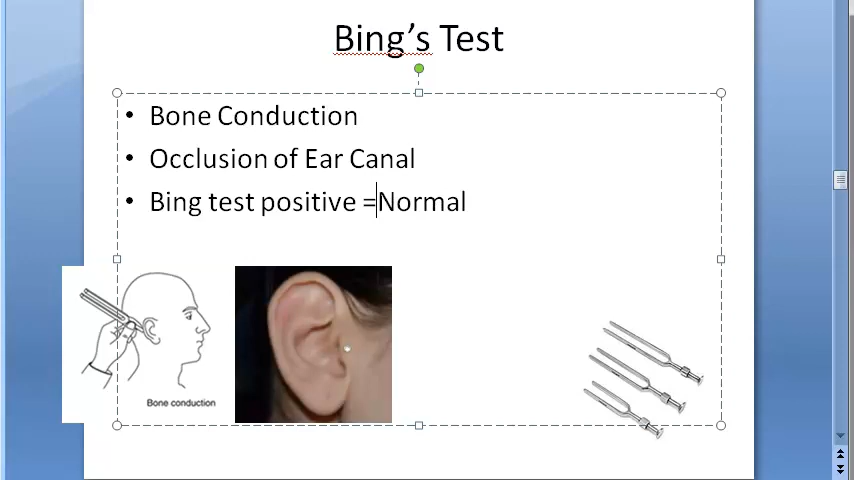 Bing's Test
• Bone Conduction
• Occlusion of Ear Canal
• Bing test positive =Normal
Bone conduction